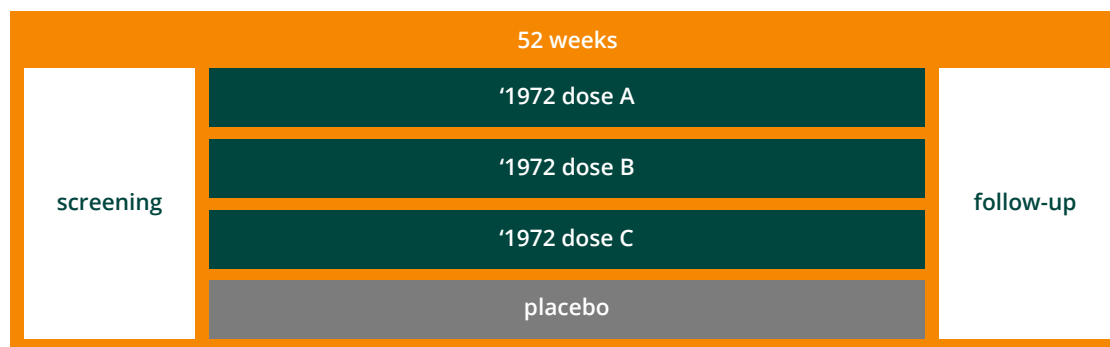 52 weeks
‘1972 dose A
‘1972 dose B
screening
follow-up
‘1972 dose C
placebo